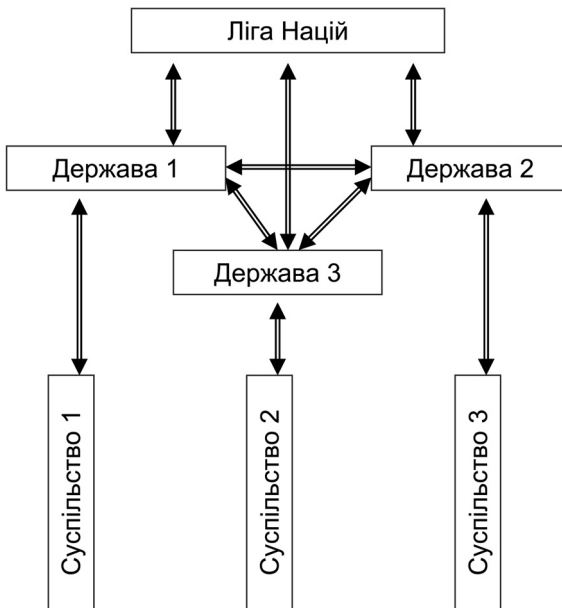 Ліга Націй
Держава 1
Держава 2
Держава 3
Суспільство 1
Суспільство 2
Суспільство 3